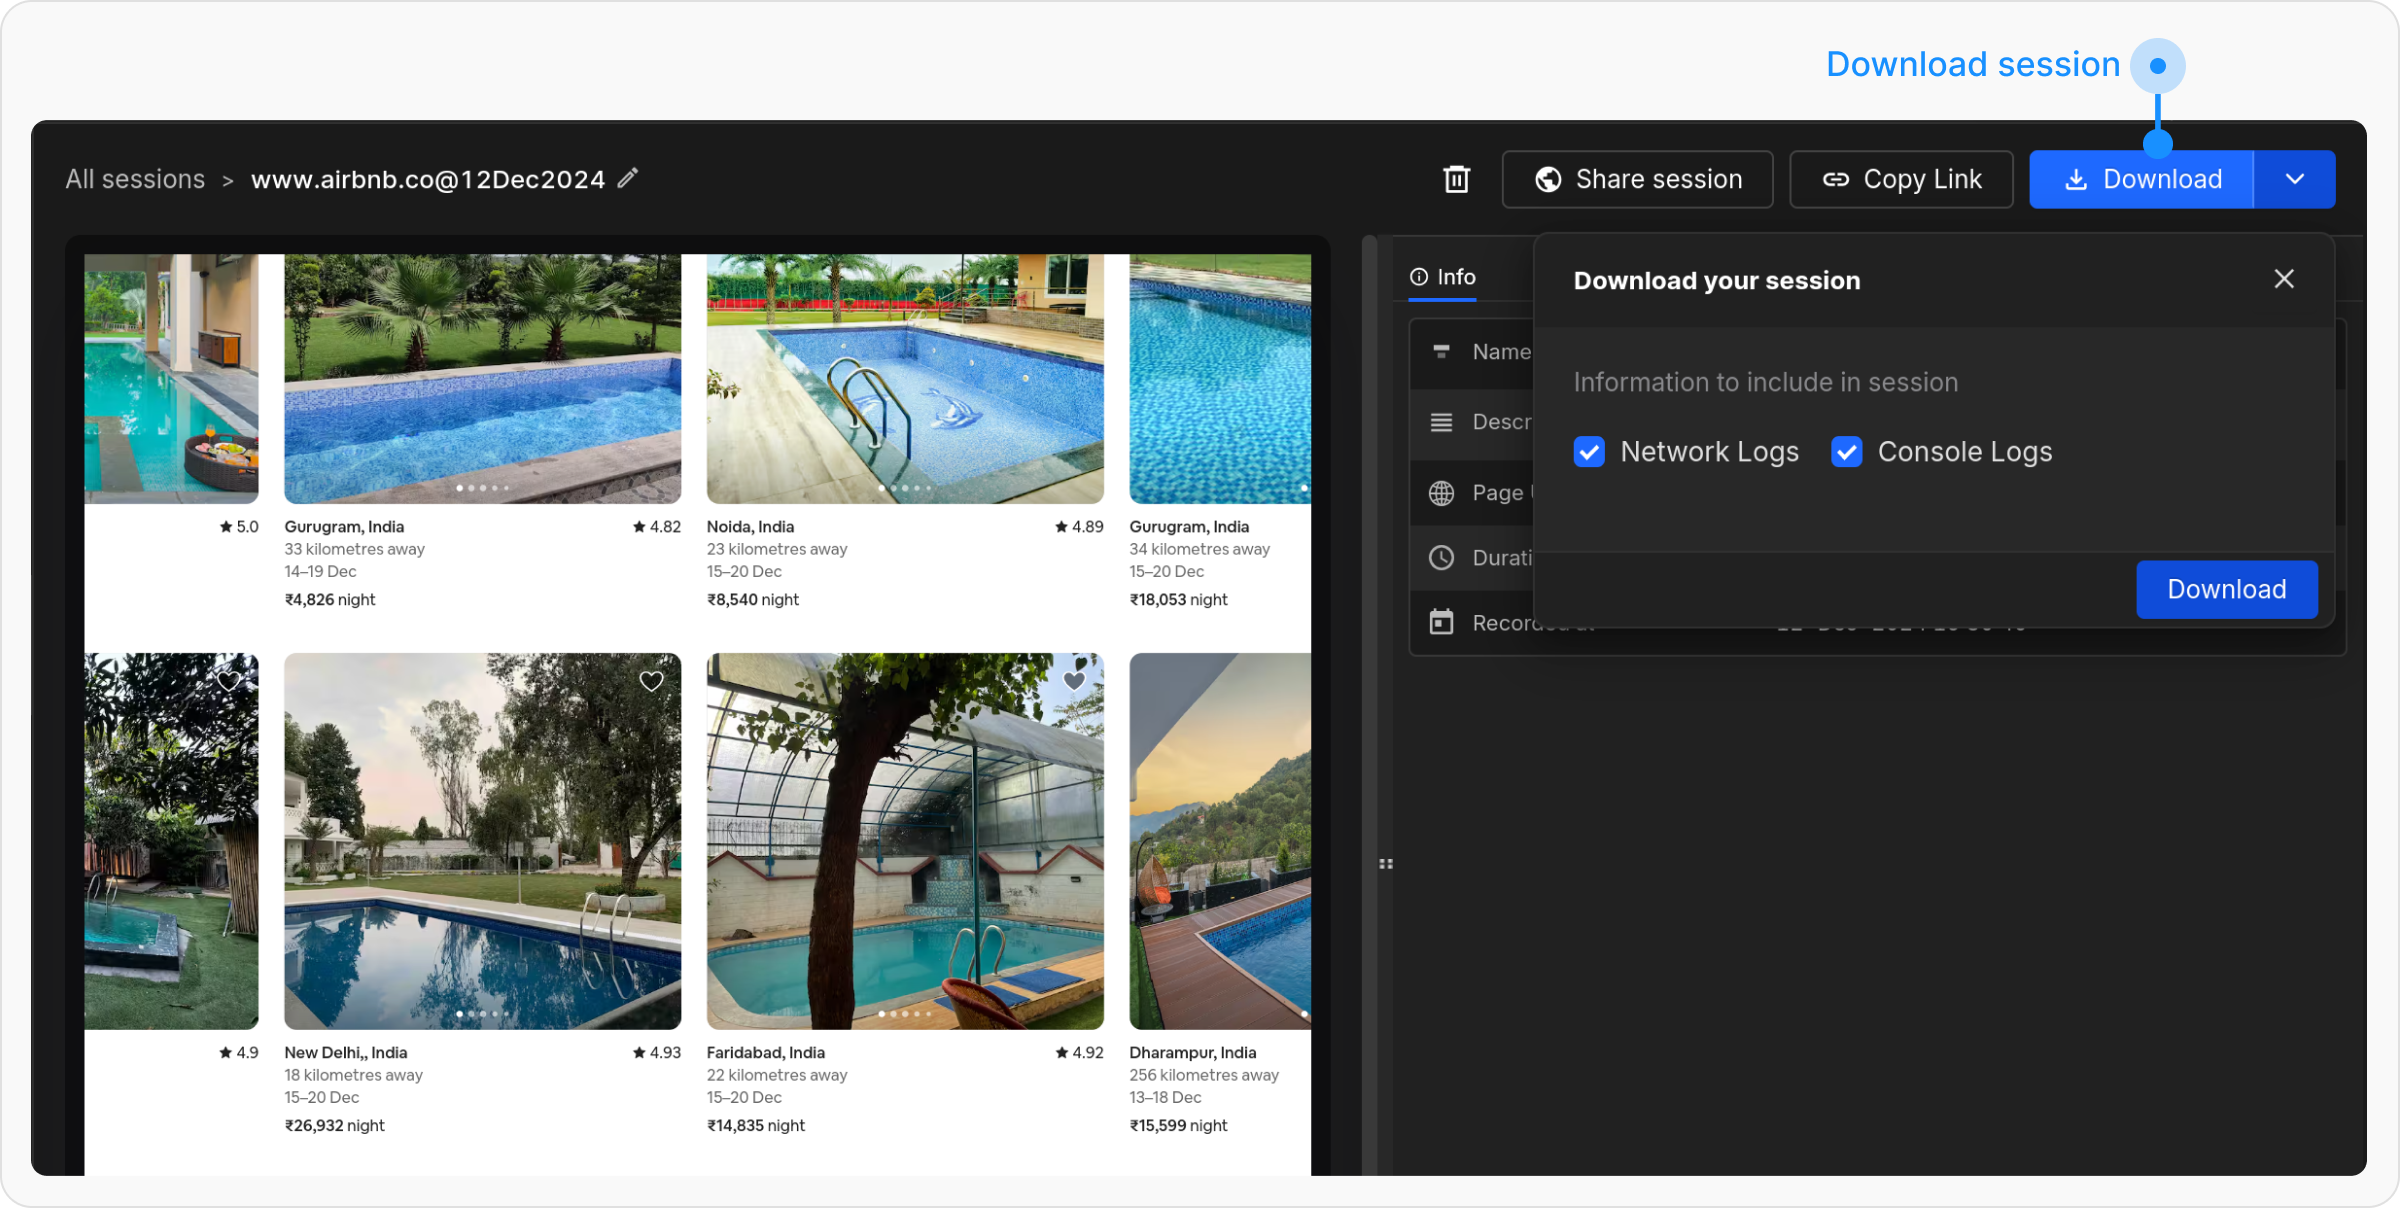 Download session
All sessions > www.airbnb.co@12Dec2024
Share session
Copy Link
Download
5.0
Gurugram, India 4.82
33 kilometres away
14–19 Dec
₹4,826 night
Noida, India 4.89
23 kilometres away
15–20 Dec
₹8,540 night
Gurugram, India
34 kilometres away
15–20 Dec
₹18,053 night
4.9
New Delhi,, India 4.93
18 kilometres away
15–20 Dec
₹26,932 night
Faridabad, India 4.92
22 kilometres away
15–20 Dec
₹14,835 night
Dharampur, India
256 kilometres away
13–18 Dec
₹15,599 night
Info
Name
Descr
Page
Durati
Download your session
Information to include in session
Network Logs Console Logs
Download